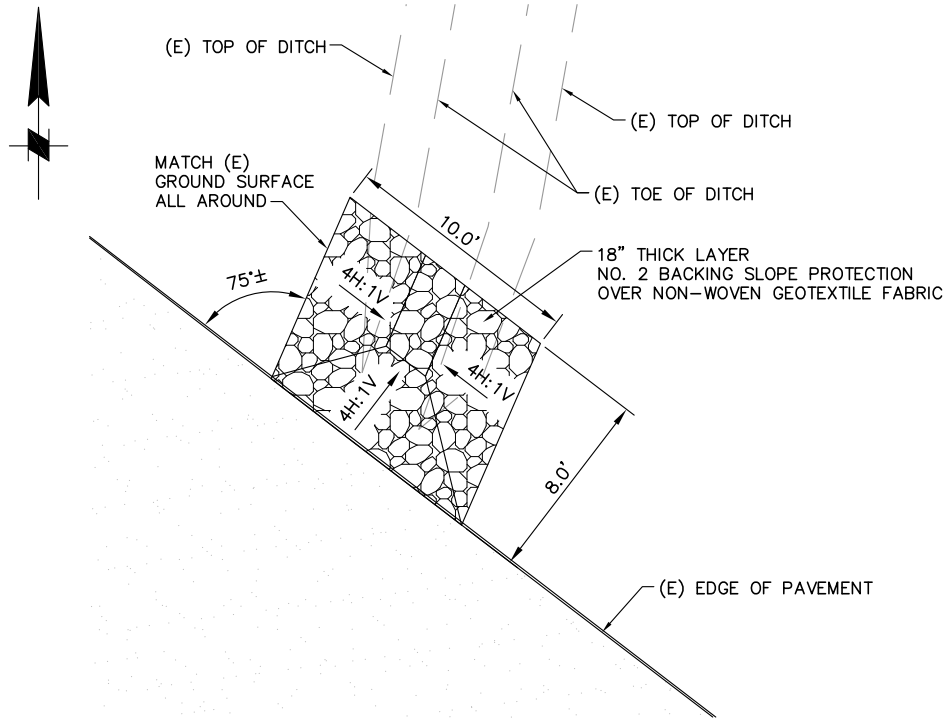 (E) TOP OF DITCH
(E) TOP OF DITCH
MATCH (E)
GROUND SURFACE
ALL AROUND
(E) TOE OF DITCH
10.0'
18" THICK LAYER
NO. 2 BACKING SLOPE PROTECTION
OVER NON-WOVEN GEOTEXTILE FABRIC
75°±
4H:1V
4H:1V
4H:1V
8.0'
(E) EDGE OF PAVEMENT